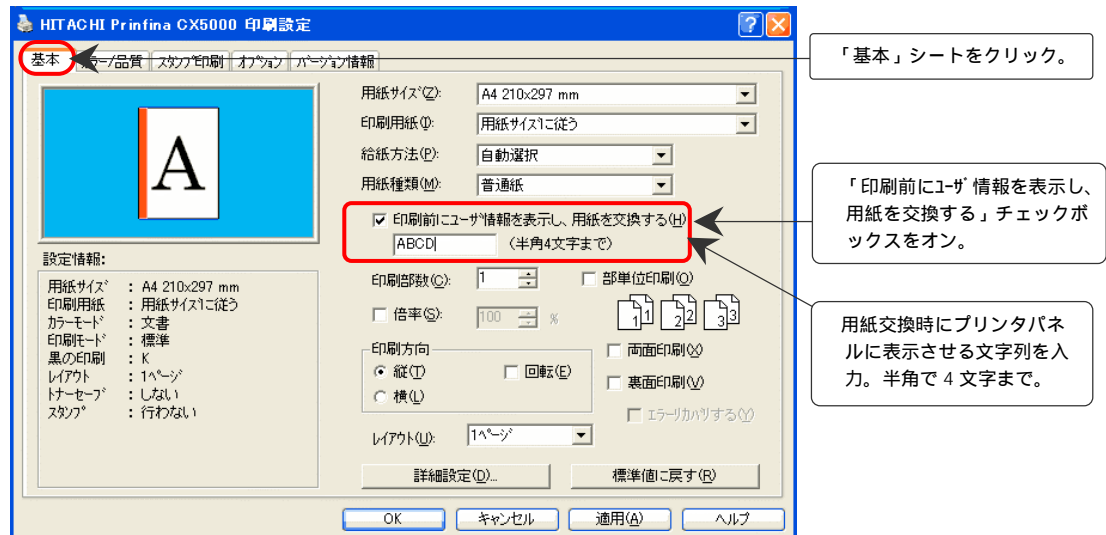 HITACHI Prinfina CX5000 印刷設定
基本 カラー/品質 スタンプ印刷 オプション バージョン情報
「基本」シートをクリック。
A
用紙サイズ(Z): A4 210x297 mm
印刷用紙(I): 用紙サイズに従う
給紙方法(P): 自動選択
用紙種類(M): 普通紙
印刷前にユーザ情報を表示し、用紙を交換する(H)
ABCD (半角4文字まで)
「印刷前にユーザ情報を表示し、
用紙を交換する」チェックボ
ックスをオン。
設定情報:
用紙サイズ : A4 210x297 mm
印刷用紙 : 用紙サイズに従う
カラーモード : 文書
印刷モード : 標準
黒の印刷 : K
レイアウト : 1ページ
トナーセーブ : しない
スタンプ : 行わない
印刷部数(C): 1 部単位印刷(O)
倍率(S): 100 %
1 1 2 2 3 3
用紙交換時にプリンタパネ
ルに表示させる文字列を入
力。半角で4文字まで。
印刷方向
縦(T) 回転(E)
横(L)
両面印刷(X)
裏面印刷(V)
エラーリカバリする(Y)
レイアウト(U): 1ページ
詳細設定(D)... 標準値に戻す(R)
OK キャンセル 適用(A) ヘルプ